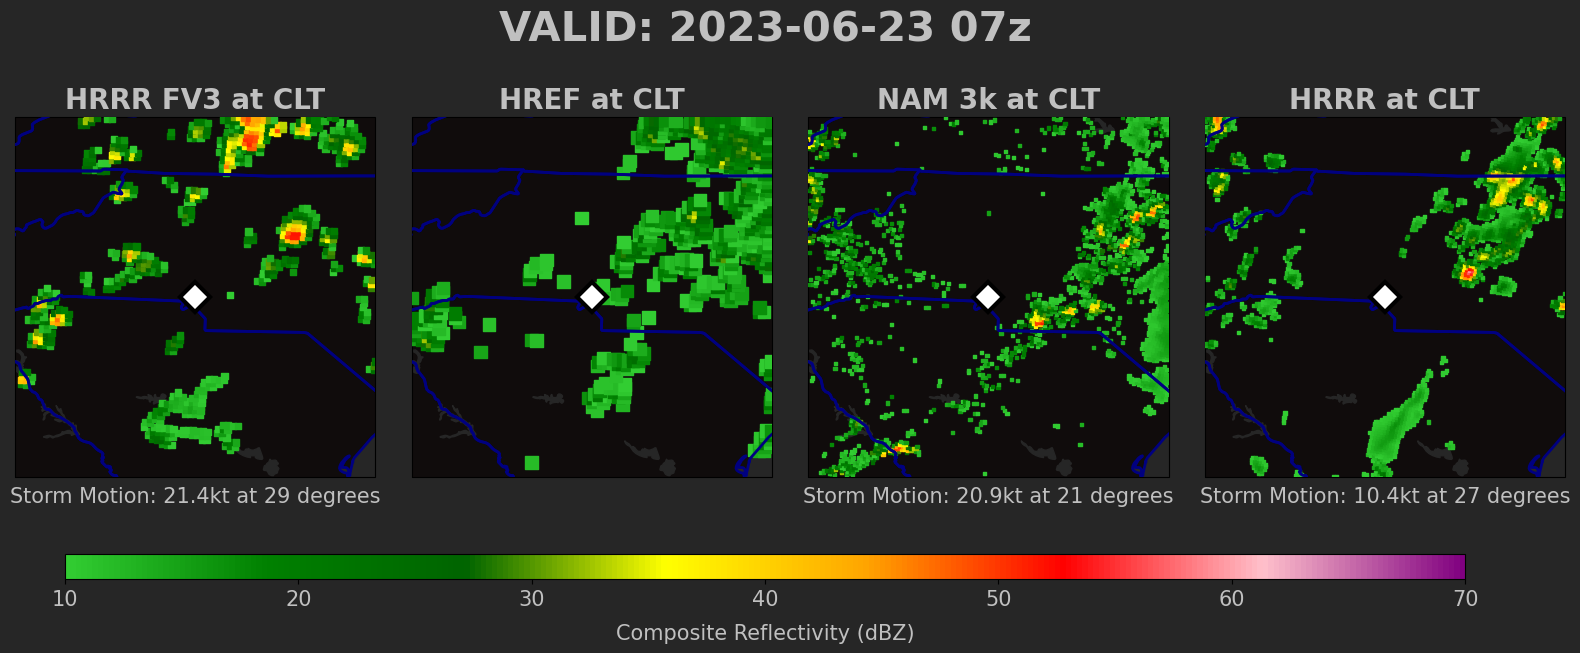 VALID: 2023-06-23 07z
HRRR FV3 at CLT
HREF at CLT
NAM 3k at CLT
HRRR at CLT
Storm Motion: 21.4kt at 29 degrees
Storm Motion: 20.9kt at 21 degrees
Storm Motion: 10.4kt at 27 degrees
10 20 30 40 50 60 70
Composite Reflectivity (dBZ)